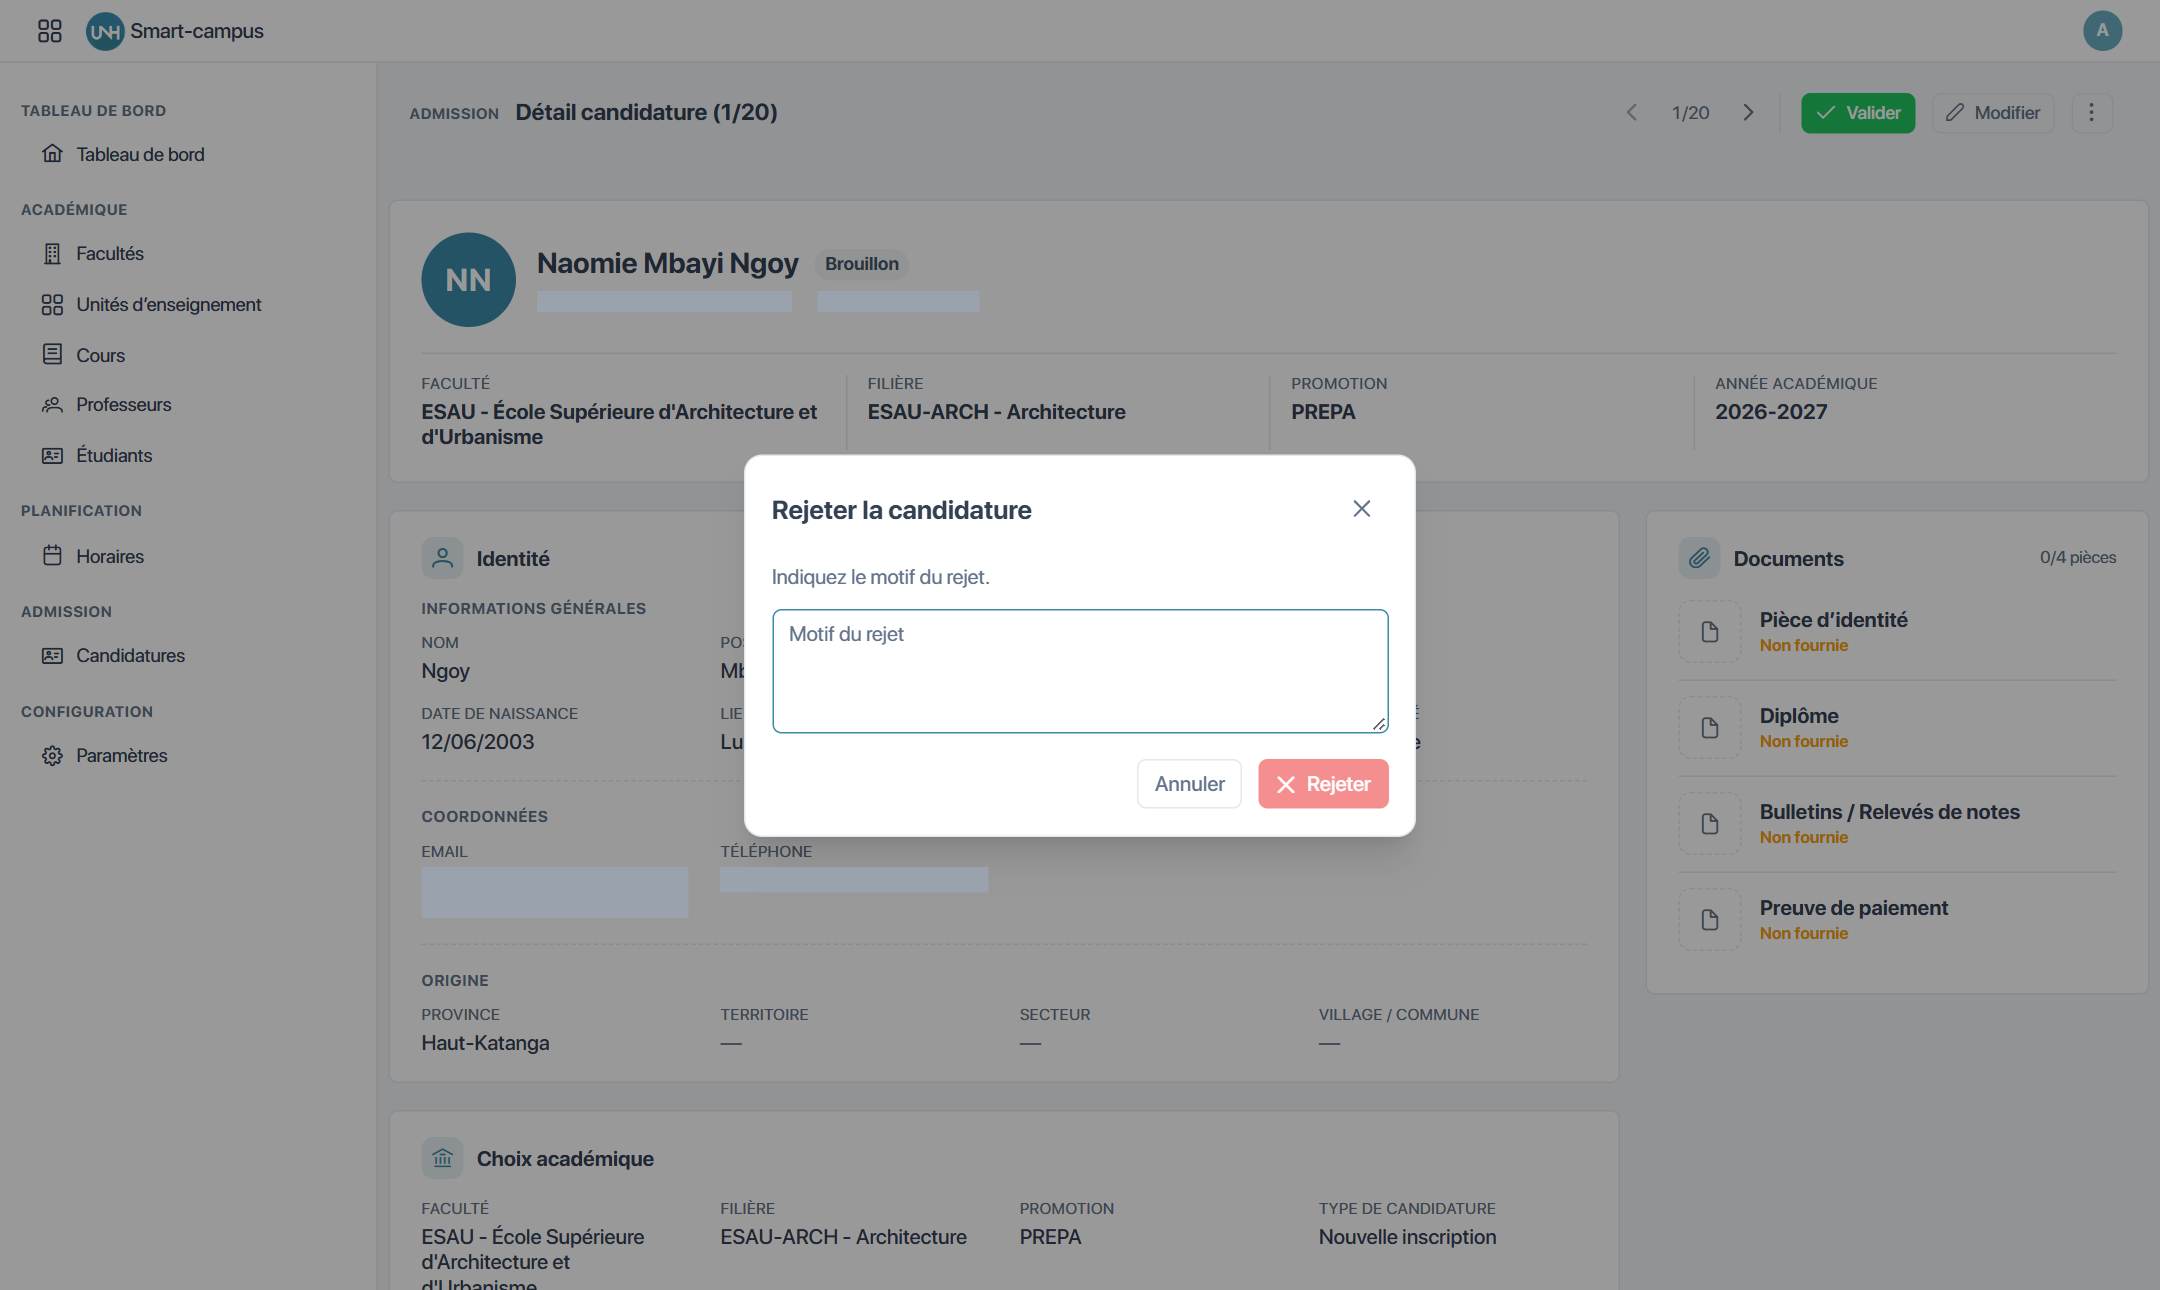 UNH Smart-campus
A
TABLEAU DE BORD
Tableau de bord
ACADÉMIQUE
Facultés
Unités d’enseignement
Cours
Professeurs
Étudiants
PLANIFICATION
Horaires
ADMISSION
Candidatures
CONFIGURATION
Paramètres
ADMISSION Détail candidature (1/20)
1/20
Valider
Modifier
NN
Naomie Mbayi Ngoy
Brouillon
FACULTÉ
ESAU - École Supérieure d'Architecture et
d'Urbanisme
FILIÈRE
ESAU-ARCH - Architecture
PROMOTION
PREPA
ANNÉE ACADÉMIQUE
2026-2027
Rejeter la candidature
Indiquez le motif du rejet.
Motif du rejet
Annuler
Rejeter
Identité
INFORMATIONS GÉNÉRALES
NOM
Ngoy
DATE DE NAISSANCE
12/06/2003
COORDONNÉES
EMAIL
TÉLÉPHONE
ORIGINE
PROVINCE
Haut-Katanga
TERRITOIRE
—
SECTEUR
—
VILLAGE / COMMUNE
—
Documents
0/4 pièces
Pièce d’identité
Non fournie
Diplôme
Non fournie
Bulletins / Relevés de notes
Non fournie
Preuve de paiement
Non fournie
Choix académique
FACULTÉ
ESAU - École Supérieure
d'Architecture et
d'Urbanisme
FILIÈRE
ESAU-ARCH - Architecture
PROMOTION
PREPA
TYPE DE CANDIDATURE
Nouvelle inscription